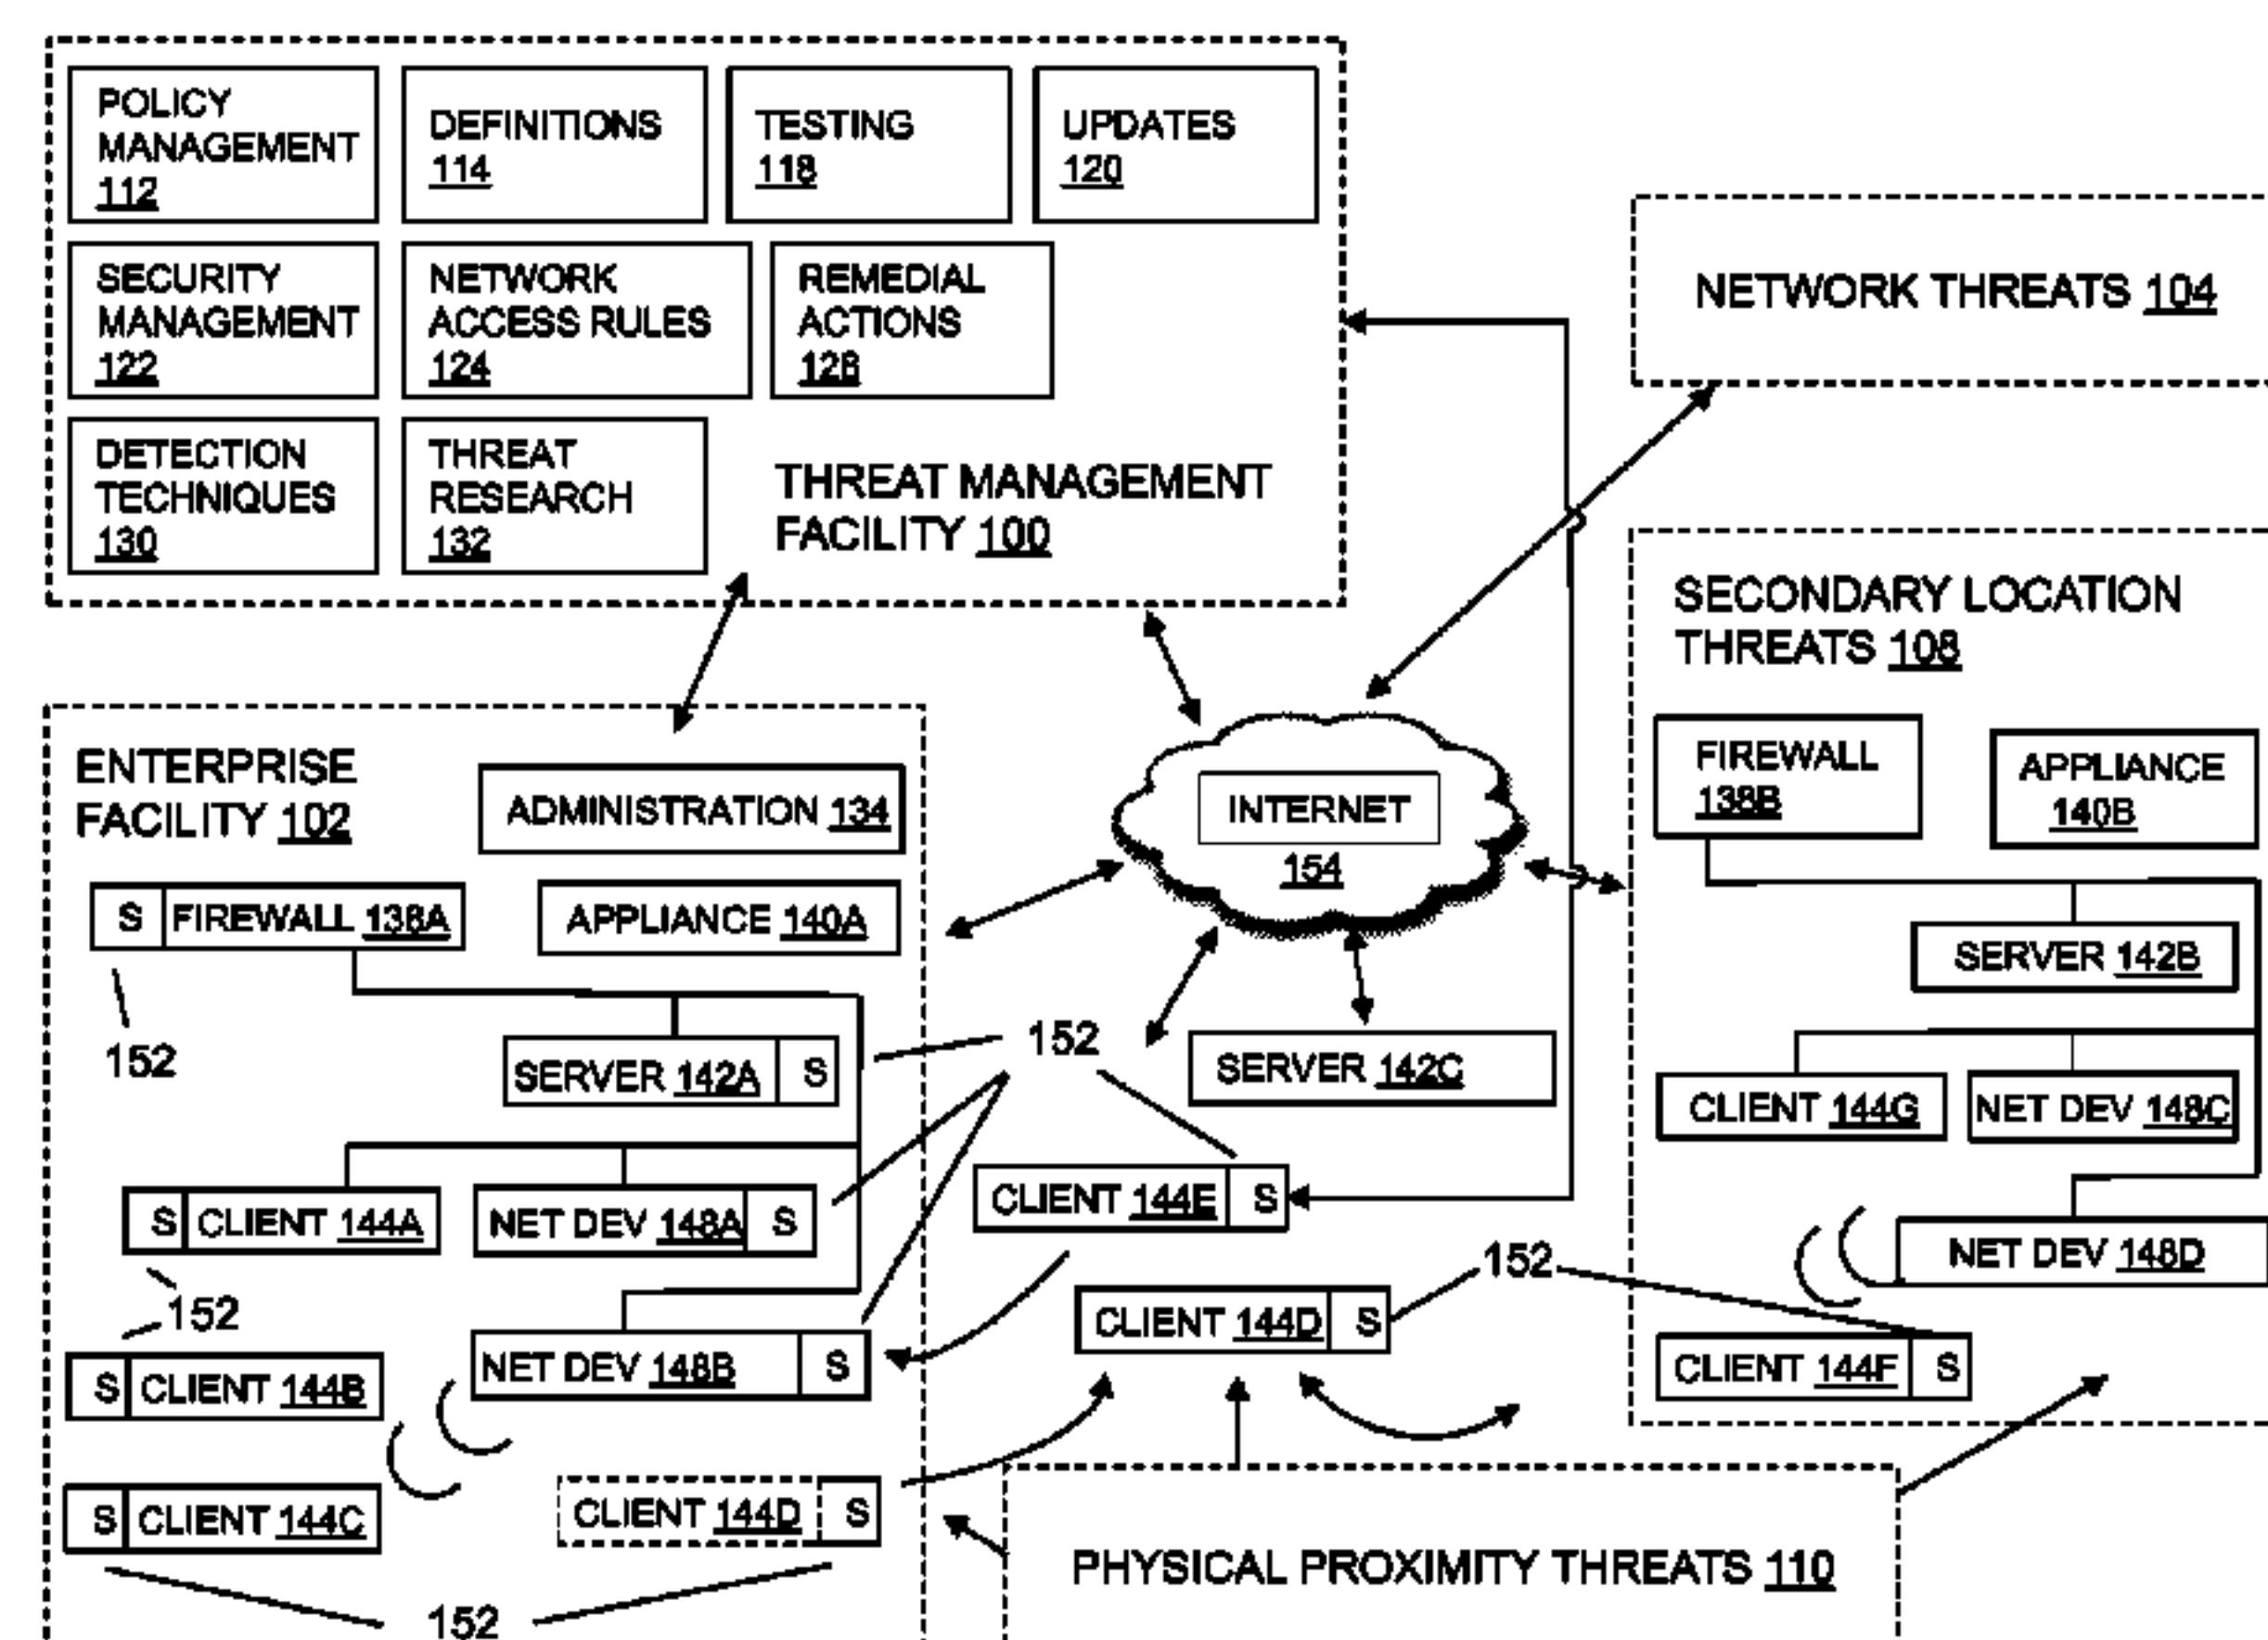 POLICY
MANAGEMENT
112
DEFINITIONS
114
TESTING
118
UPDATES
120
SECURITY
MANAGEMENT
122
NETWORK
ACCESS RULES
124
REMEDIAL
ACTIONS
128
DETECTION
TECHNIQUES
130
THREAT
RESEARCH
132
THREAT MANAGEMENT
FACILITY 100
NETWORK THREATS 104
SECONDARY LOCATION
THREATS 108
FIREWALL
138B
APPLIANCE
140B
SERVER 142B
CLIENT 144G
NET DEV 148C
NET DEV 148D
CLIENT 144F S
ENTERPRISE
FACILITY 102
ADMINISTRATION 134
S FIREWALL 138A
APPLIANCE 140A
152
SERVER 142A S
152
S CLIENT 144A
NET DEV 148A S
152
S CLIENT 144B
NET DEV 148B S
S CLIENT 144C
CLIENT 144D S
152
INTERNET
154
SERVER 142C
CLIENT 144E S
CLIENT 144D S
152
PHYSICAL PROXIMITY THREATS 110